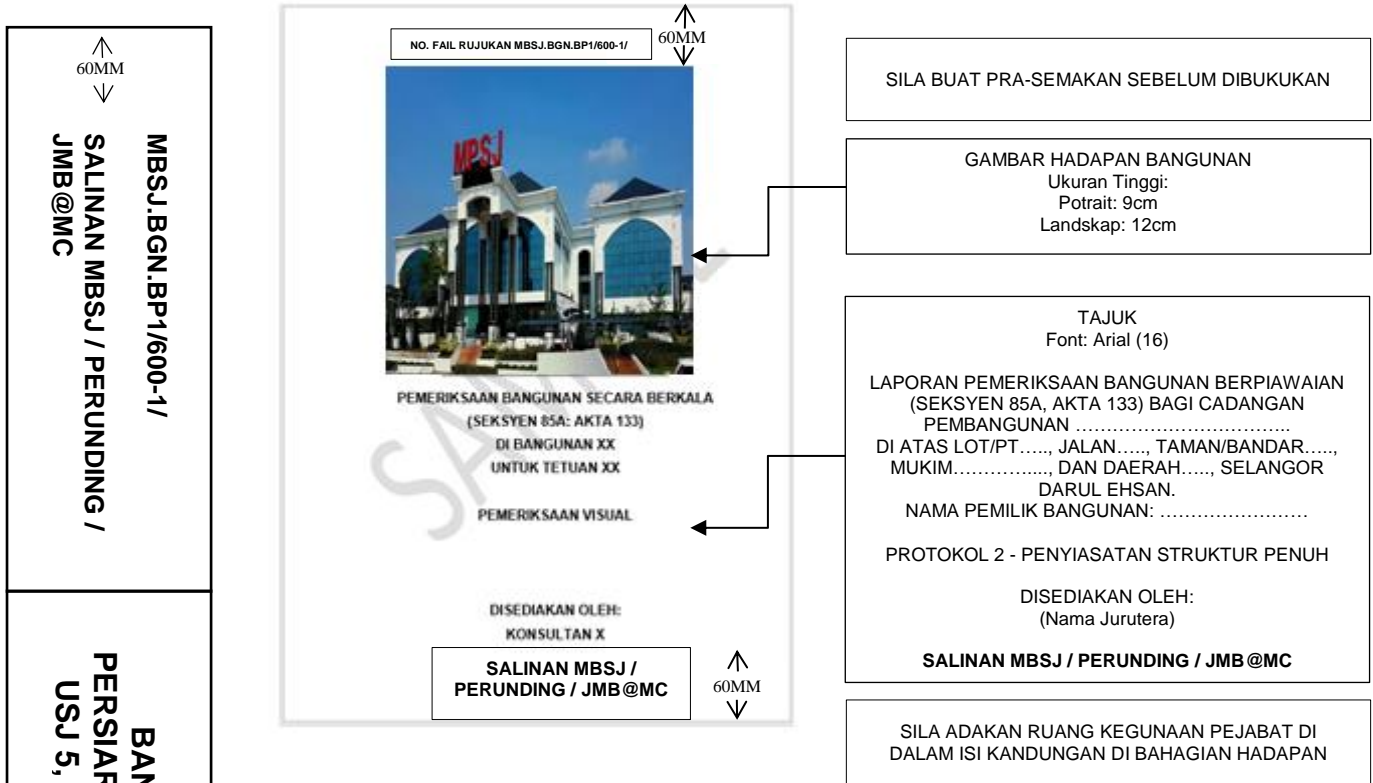 60MM
MBSJ.BGN.BP1/600-1/
SALINAN MBSJ / PERUNDING /
JMB@MC
BAN
PERSIAR
USJ 5,
NO. FAIL RUJUKAN MBSJ.BGN.BP1/600-1/
60MM
MPSJ
PEMERIKSAAN BANGUNAN SECARA BERKALA
(SEKSYEN 85A: AKTA 133)
DI BANGUNAN XX
UNTUK TETUAN XX
PEMERIKSAAN VISUAL
DISEDIAKAN OLEH:
KONSULTAN X
SALINAN MBSJ /
PERUNDING / JMB@MC
60MM
SAMPLE
SILA BUAT PRA-SEMAKAN SEBELUM DIBUKUKAN
GAMBAR HADAPAN BANGUNAN
Ukuran Tinggi:
Potrait: 9cm
Landskap: 12cm
TAJUK
Font: Arial (16)
LAPORAN PEMERIKSAAN BANGUNAN BERPIAWAIAN
(SEKSYEN 85A, AKTA 133) BAGI CADANGAN
PEMBANGUNAN ……………………………..
DI ATAS LOT/PT….., JALAN….., TAMAN/BANDAR…..,
MUKIM…………...., DAN DAERAH….., SELANGOR
DARUL EHSAN.
NAMA PEMILIK BANGUNAN: ……………………
PROTOKOL 2 - PENYIASATAN STRUKTUR PENUH
DISEDIAKAN OLEH:
(Nama Jurutera)
SALINAN MBSJ / PERUNDING / JMB@MC
SILA ADAKAN RUANG KEGUNAAN PEJABAT DI
DALAM ISI KANDUNGAN DI BAHAGIAN HADAPAN